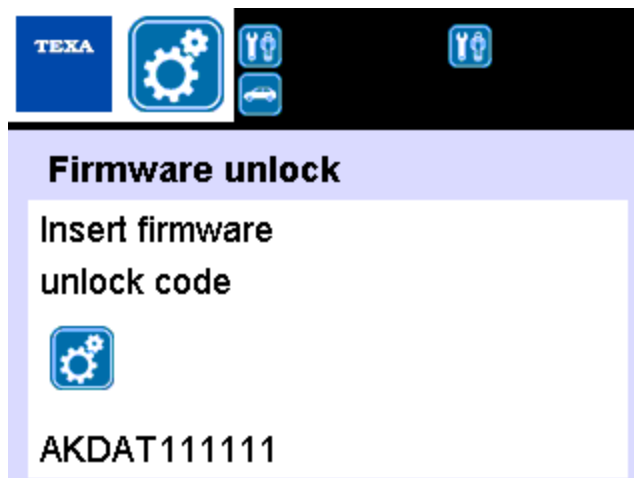 TEXA
Firmware unlock
Insert firmware
unlock code
AKDAT111111